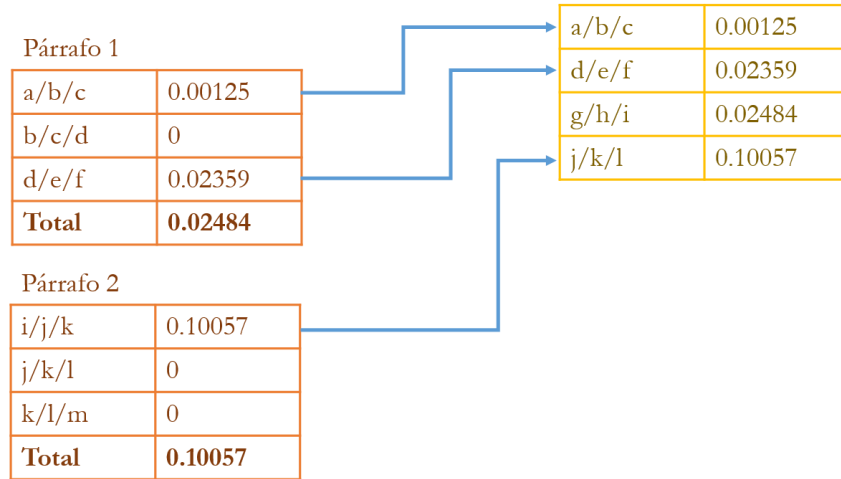 Párrafo 1
a/b/c 0.00125
b/c/d 0
d/e/f 0.02359
Total 0.02484
Párrafo 2
i/j/k 0.10057
j/k/l 0
k/l/m 0
Total 0.10057
a/b/c 0.00125
d/e/f 0.02359
g/h/i 0.02484
j/k/l 0.10057